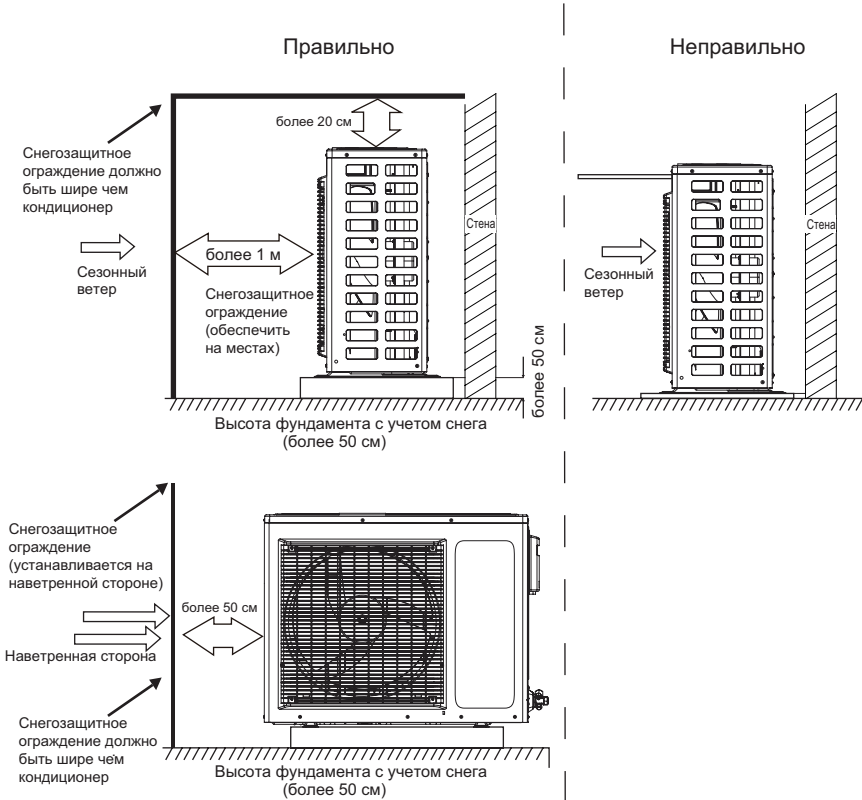 Правильно
Неправильно
более 20 см
Снегозащитное
ограждение должно
быть шире чем
кондиционер
Стена
более 1 м
Сезонный
ветер
Снегозащитное
ограждение
(обеспечить
на местах)
более 50 см
Высота фундамента с учетом снега
(более 50 см)
Стена
Сезонный
ветер
Снегозащитное
ограждение
(устанавливается на
наветренной стороне)
более 50 см
Наветренная сторона
Снегозащитное
ограждение должно
быть шире чем
кондиционер
Высота фундамента с учетом снега
(более 50 см)